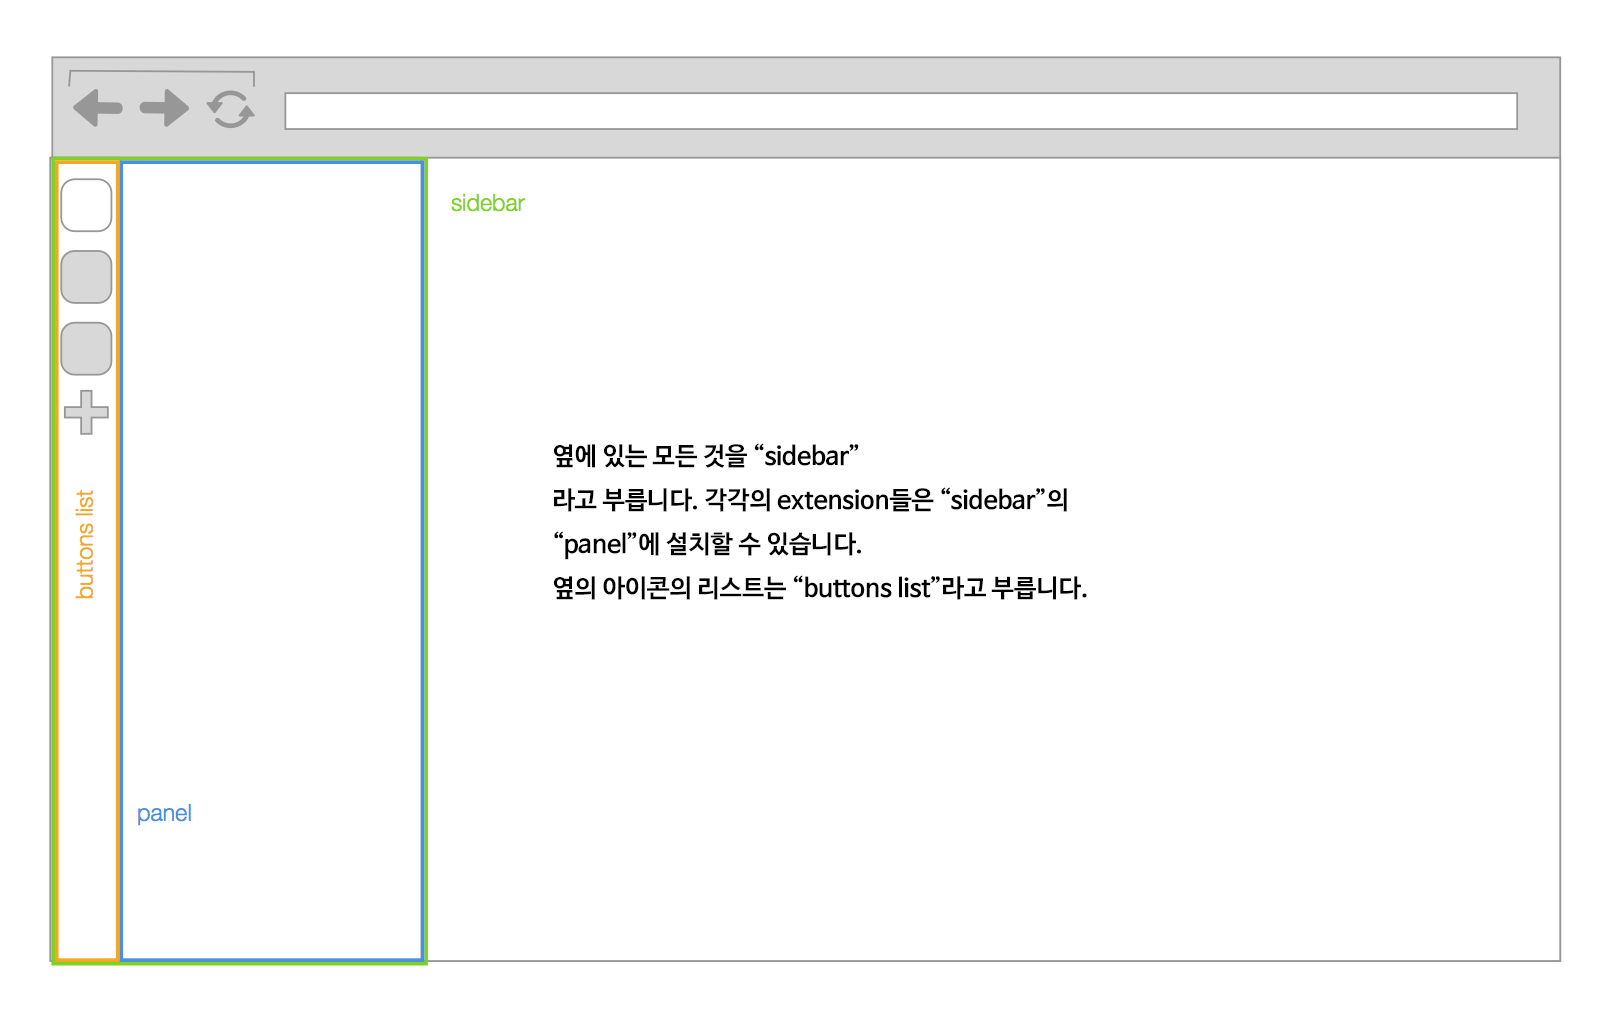 sidebar
옆에 있는 모든 것을 “sidebar”
라고 부릅니다. 각각의 extension들은 “sidebar”의
“panel”에 설치할 수 있습니다.
옆의 아이콘의 리스트는 “buttons list”라고 부릅니다.
buttons list
panel